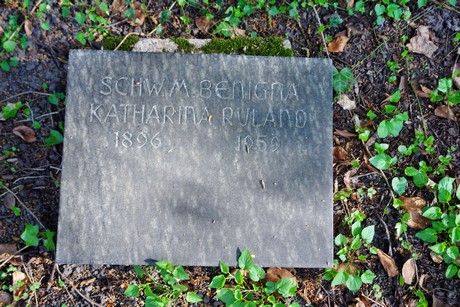 SCHW. M. BENIGNA
KATHARINA RULAND
1896 1959